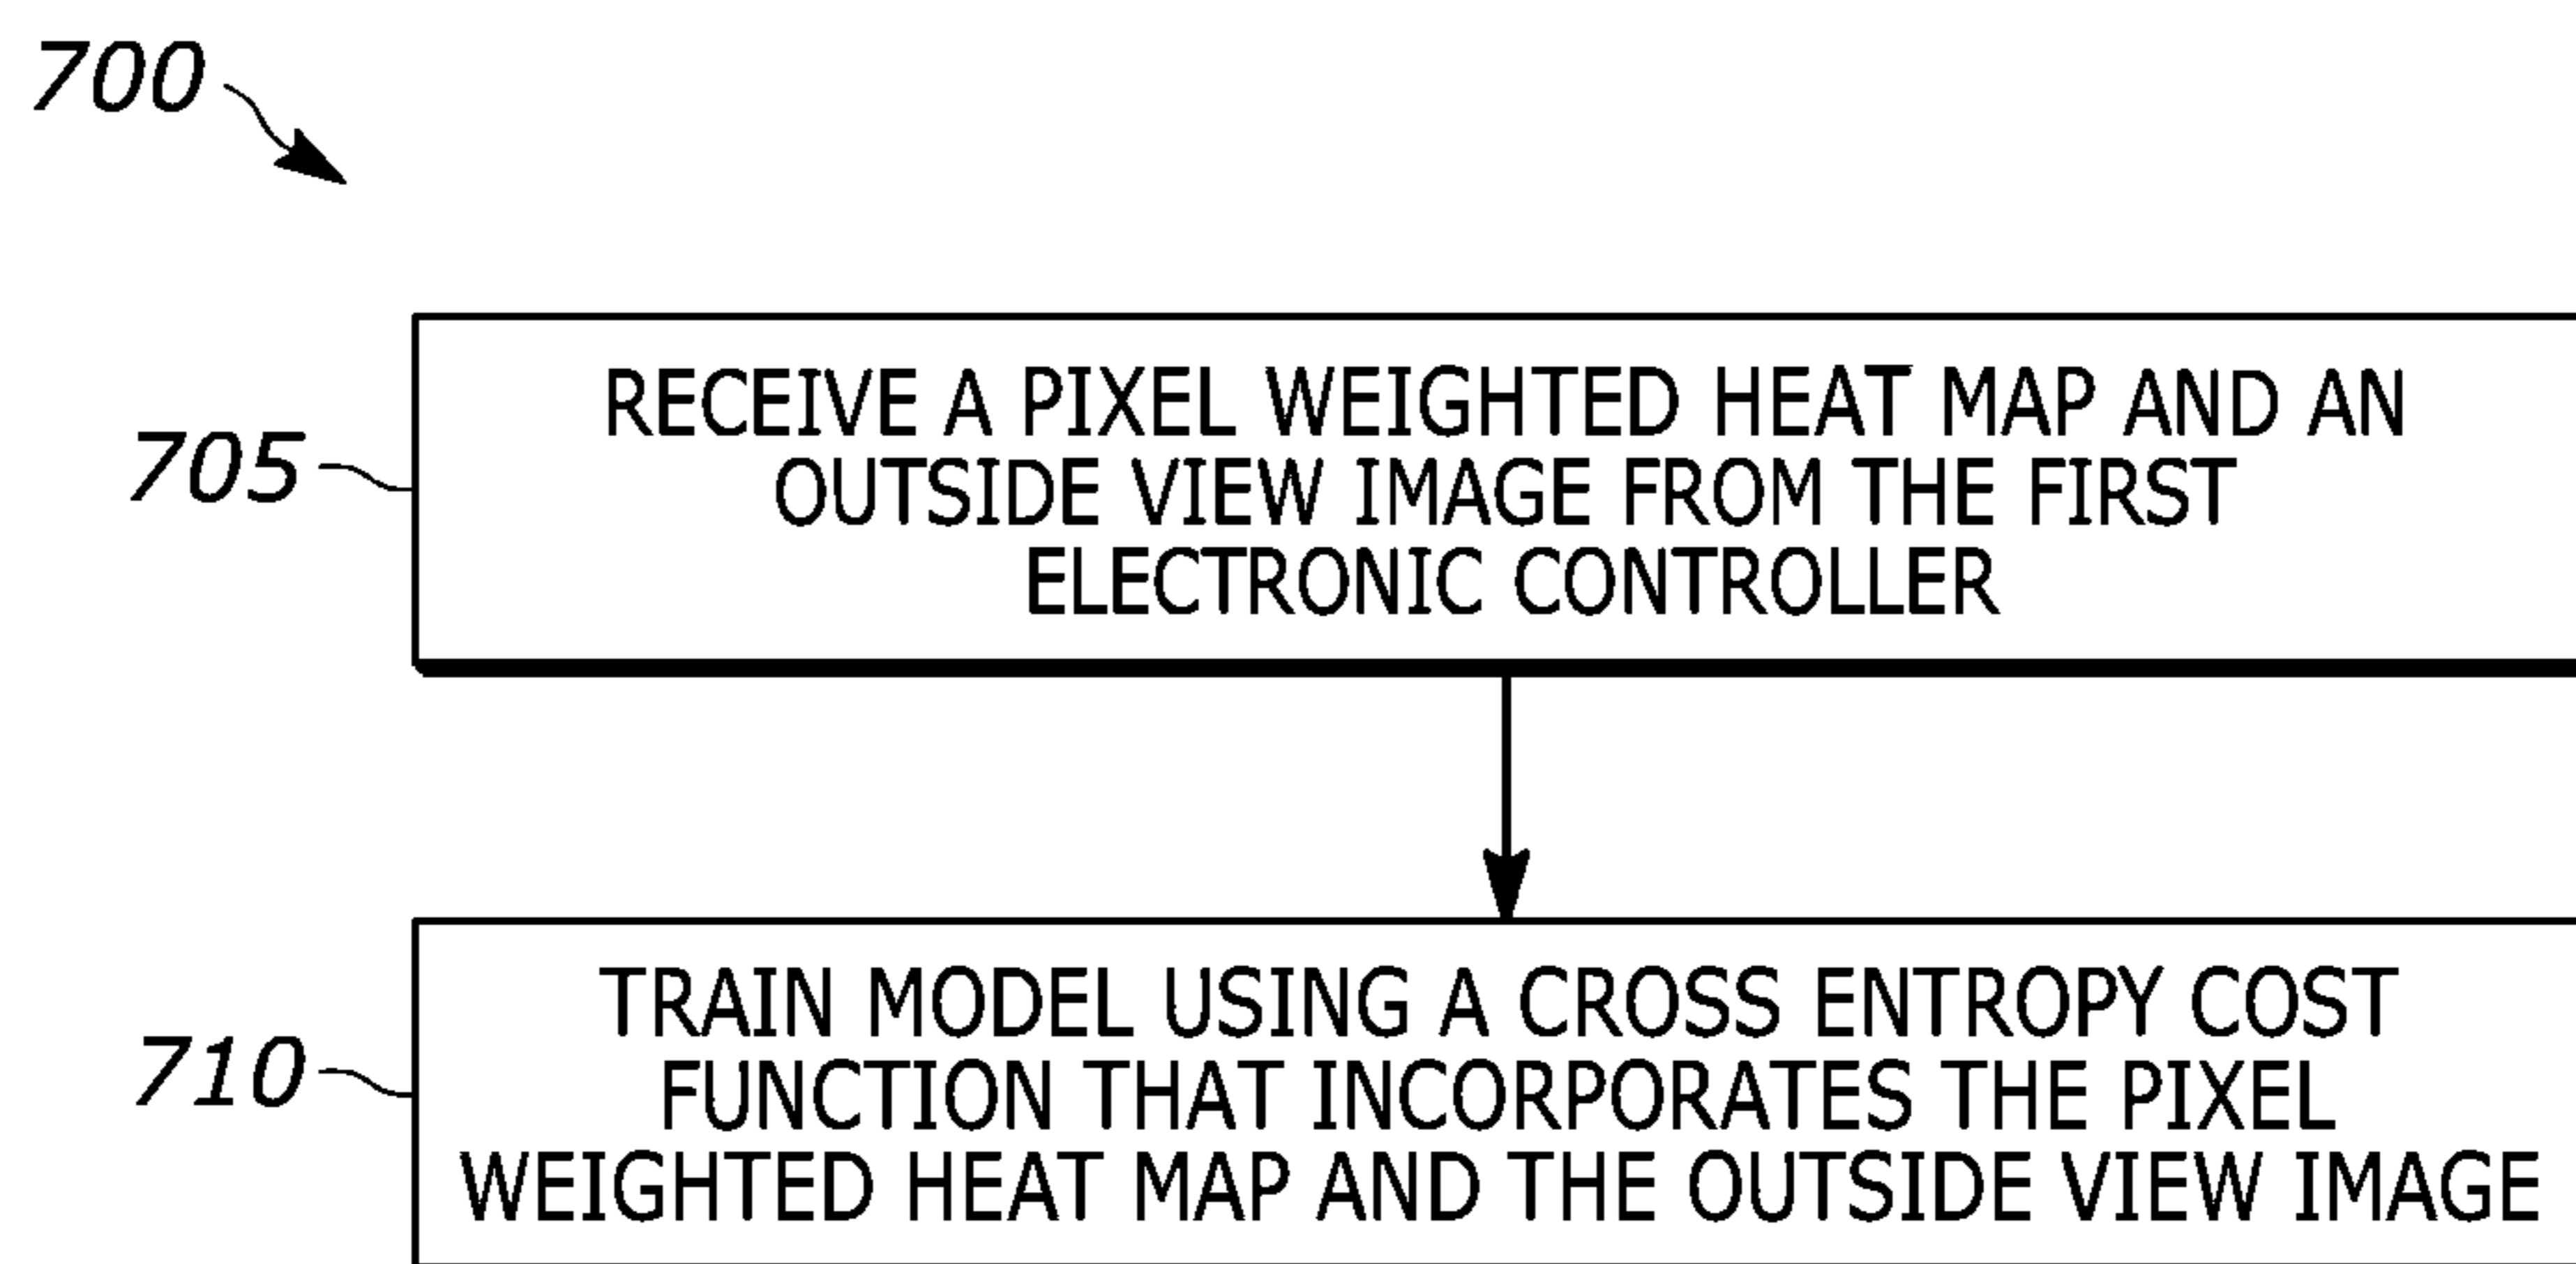 700
705
RECEIVE A PIXEL WEIGHTED HEAT MAP AND AN
OUTSIDE VIEW IMAGE FROM THE FIRST
ELECTRONIC CONTROLLER
710
TRAIN MODEL USING A CROSS ENTROPY COST
FUNCTION THAT INCORPORATES THE PIXEL
WEIGHTED HEAT MAP AND THE OUTSIDE VIEW IMAGE